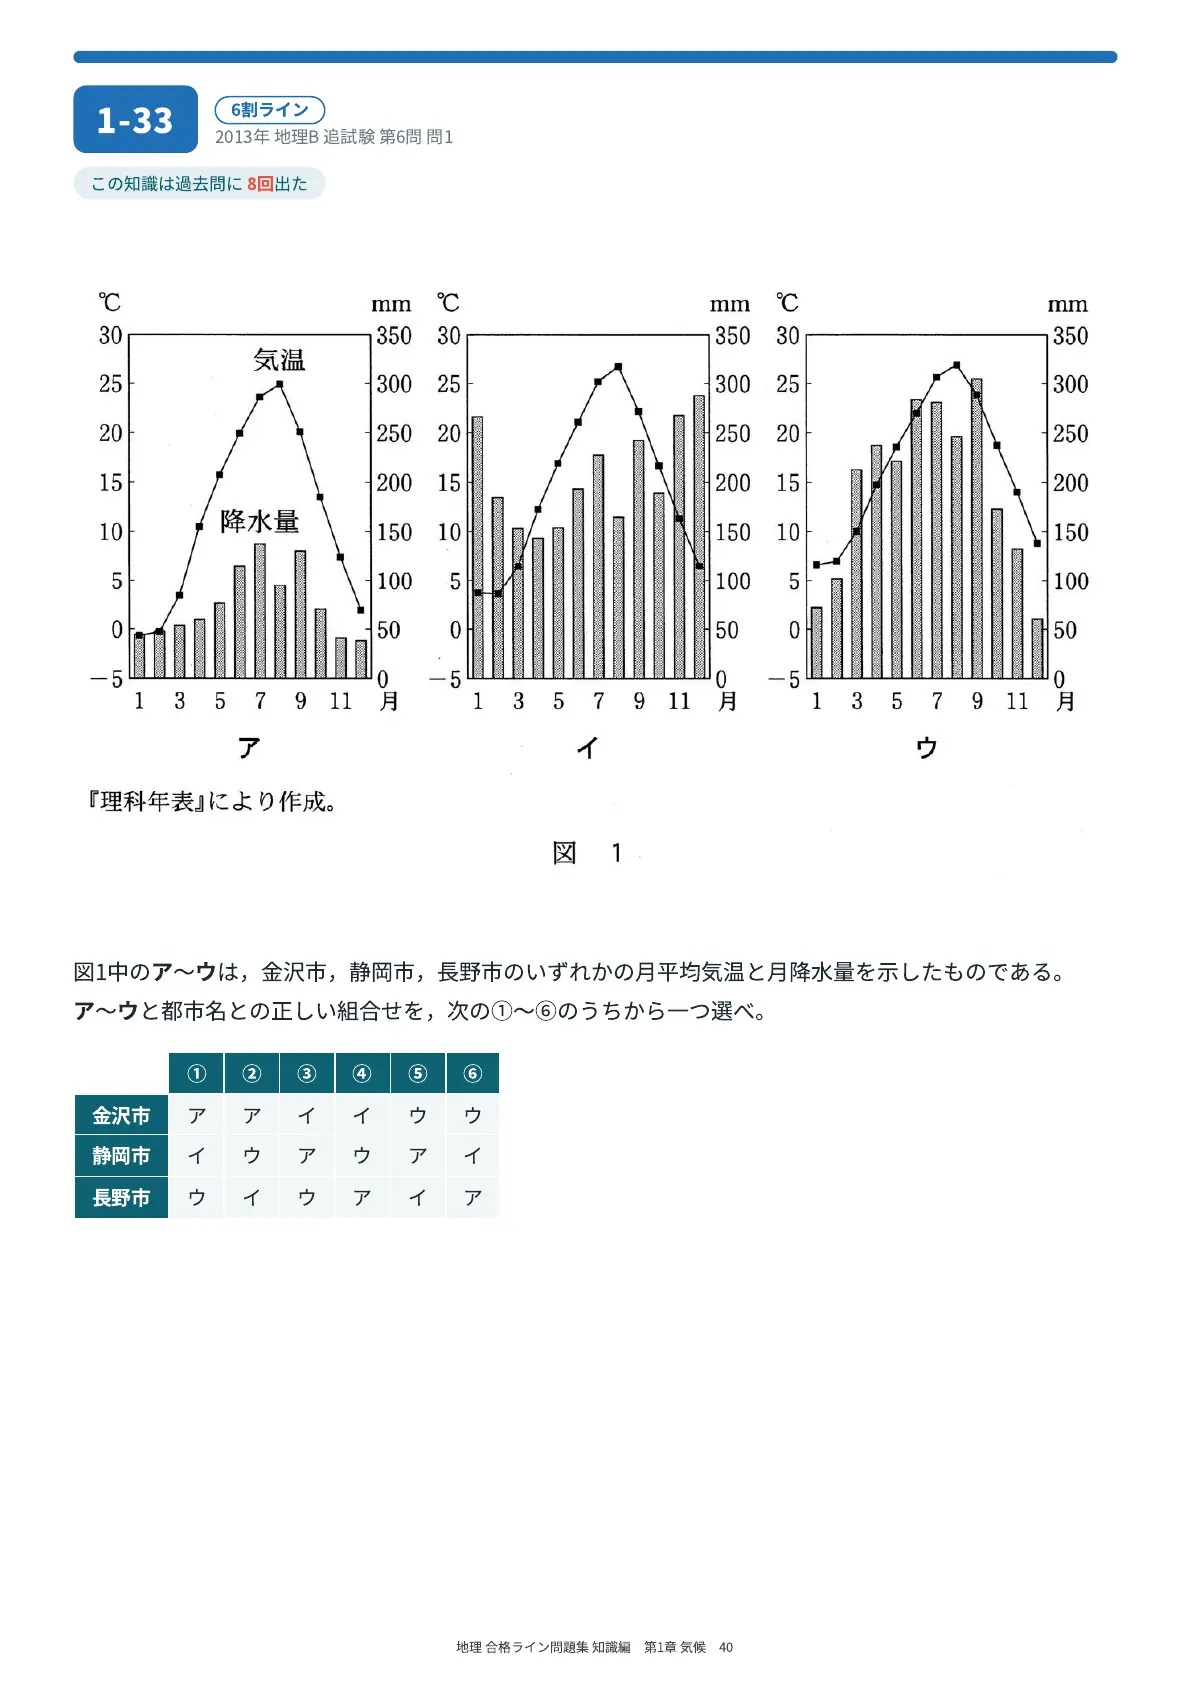 1-33
6割ライン
2013年 地理B 追試験 第6問 問1
この知識は過去問に 8回出た
℃ mm ℃ mm ℃ mm
30 350 30 350 30 350
気温
25 300 25 300 25 300
20 250 20 250 20 250
15 200 15 200 15 200
降水量
10 150 10 150 10 150
5 100 5 100 5 100
0 50 0 50 0 50
−5 0 −5 0 −5 0
1 3 5 7 9 11 月 1 3 5 7 9 11 月 1 3 5 7 9 11 月
ア イ ウ
『理科年表』により作成。
図 1
図1中のア〜ウは，金沢市，静岡市，長野市のいずれかの月平均気温と月降水量を示したものである。
ア〜ウと都市名との正しい組合せを，次の①〜⑥のうちから一つ選べ。
① ② ③ ④ ⑤ ⑥
金沢市 ア ア イ イ ウ ウ
静岡市 イ ウ ア ウ ア イ
長野市 ウ イ ウ ア イ ア
地理 合格ライン問題集 知識編 第1章 気候 40